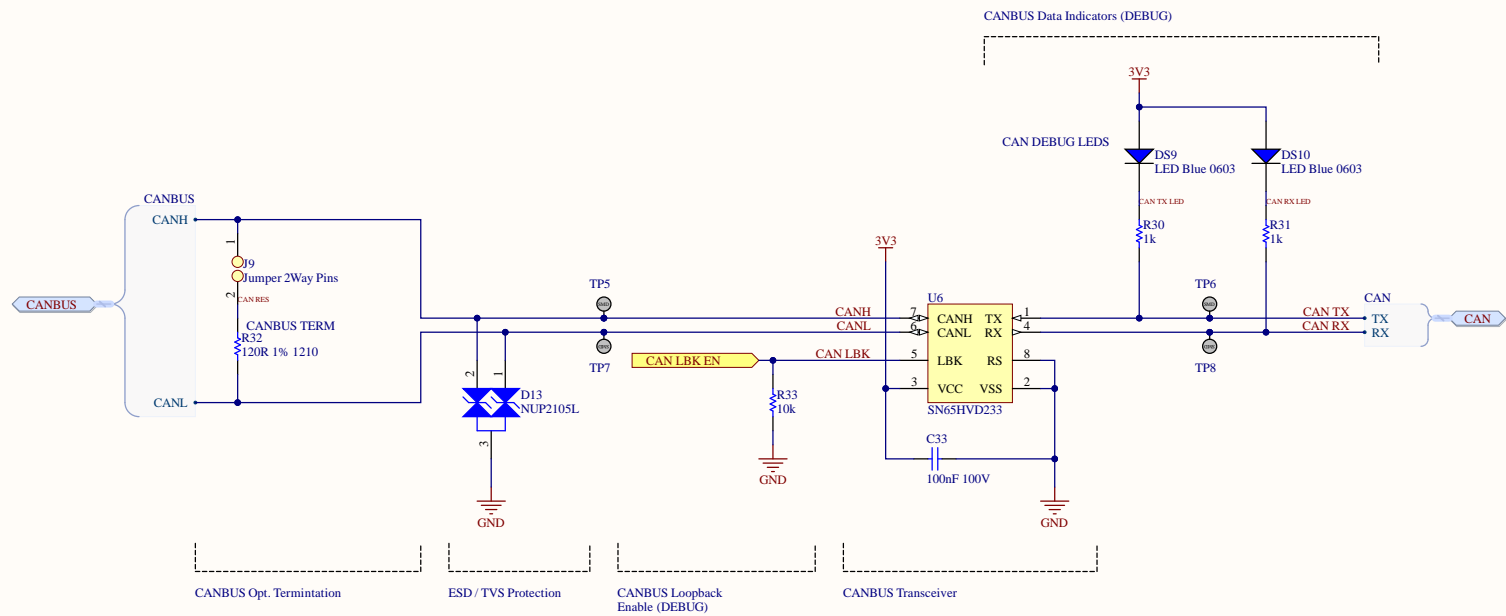 CANBUS Data Indicators (DEBUG)
3V3
CAN DEBUG LEDS
DS9
LED Blue 0603
DS10
LED Blue 0603
CAN TX LED
CAN RX LED
R30
1k
R31
1k
CANBUS
CANH
CANL
CANBUS
1
J9
Jumper 2Way Pins
2
CAN RES
CANBUS TERM
R32
120R 1% 1210
TP5
TP7
2
1
D13
NUP2105L
3
GND
CANH
CANL
CAN LBK EN
CAN LBK
R33
10k
GND
3V3
U6
7
CANH
TX
1
6
CANL
RX
4
5
LBK
RS
8
3
VCC
VSS
2
SN65HVD233
C33
100nF 100V
GND
TP6
TP8
CAN TX
CAN RX
CAN
TX
RX
CAN
CANBUS Opt. Termintation
ESD / TVS Protection
CANBUS Loopback
Enable (DEBUG)
CANBUS Transceiver